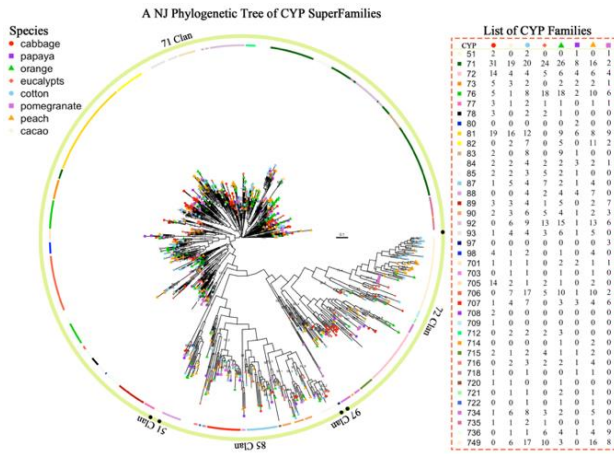 A NJ Phylogenetic Tree of CYP SuperFamilies
Species
cabbage
papaya
orange
eucalypts
cotton
pomegranate
peach
cacao
71 Clan
72 Clan
97 Clan
85 Clan
51 Clan
0.1
List of CYP Families
CYP
51 2 0 2 0 0 1 0 1
71 31 19 20 24 26 8 16 2
72 14 4 4 5 6 4 6 4
73 5 3 2 0 2 2 2 1
76 5 1 8 18 18 2 10 6
77 3 1 2 1 1 0 1 1
78 3 0 2 2 1 0 0 0
80 0 0 0 0 0 2 0 0
81 19 16 12 0 9 6 8 9
82 0 2 7 0 5 0 11 2
83 2 0 8 0 9 1 0 0
84 2 2 4 2 2 3 2 1
85 2 2 3 5 2 1 0 0
87 1 5 4 7 2 1 4 0
88 0 0 4 2 4 4 7 0
89 3 3 4 1 5 0 2 7
90 2 3 6 5 4 1 2 3
92 0 6 9 13 15 1 13 6
93 1 4 4 3 6 1 5 0
97 0 0 0 0 0 0 0 3
98 4 1 2 0 1 0 4 0
701 1 1 1 0 2 2 1 1
703 0 1 1 0 1 0 1 0
705 14 2 1 2 1 0 1 0
706 0 7 17 5 10 1 10 2
707 1 4 7 0 3 3 4 5
708 2 0 0 0 0 0 0 0
709 1 0 0 0 0 0 0 0
712 0 2 2 2 3 0 0 0
714 0 0 0 0 1 0 2 0
715 2 1 2 4 1 1 2 0
716 0 2 3 2 2 1 4 0
718 1 0 1 1 0 1 1 0
720 1 1 0 1 0 0 0 0
721 0 1 1 0 2 0 1 0
722 0 1 0 0 1 0 1 0
734 1 6 8 3 2 0 5 0
735 1 1 2 0 1 0 1 0
736 0 1 1 6 4 1 4 9
749 0 6 17 10 3 0 16 8